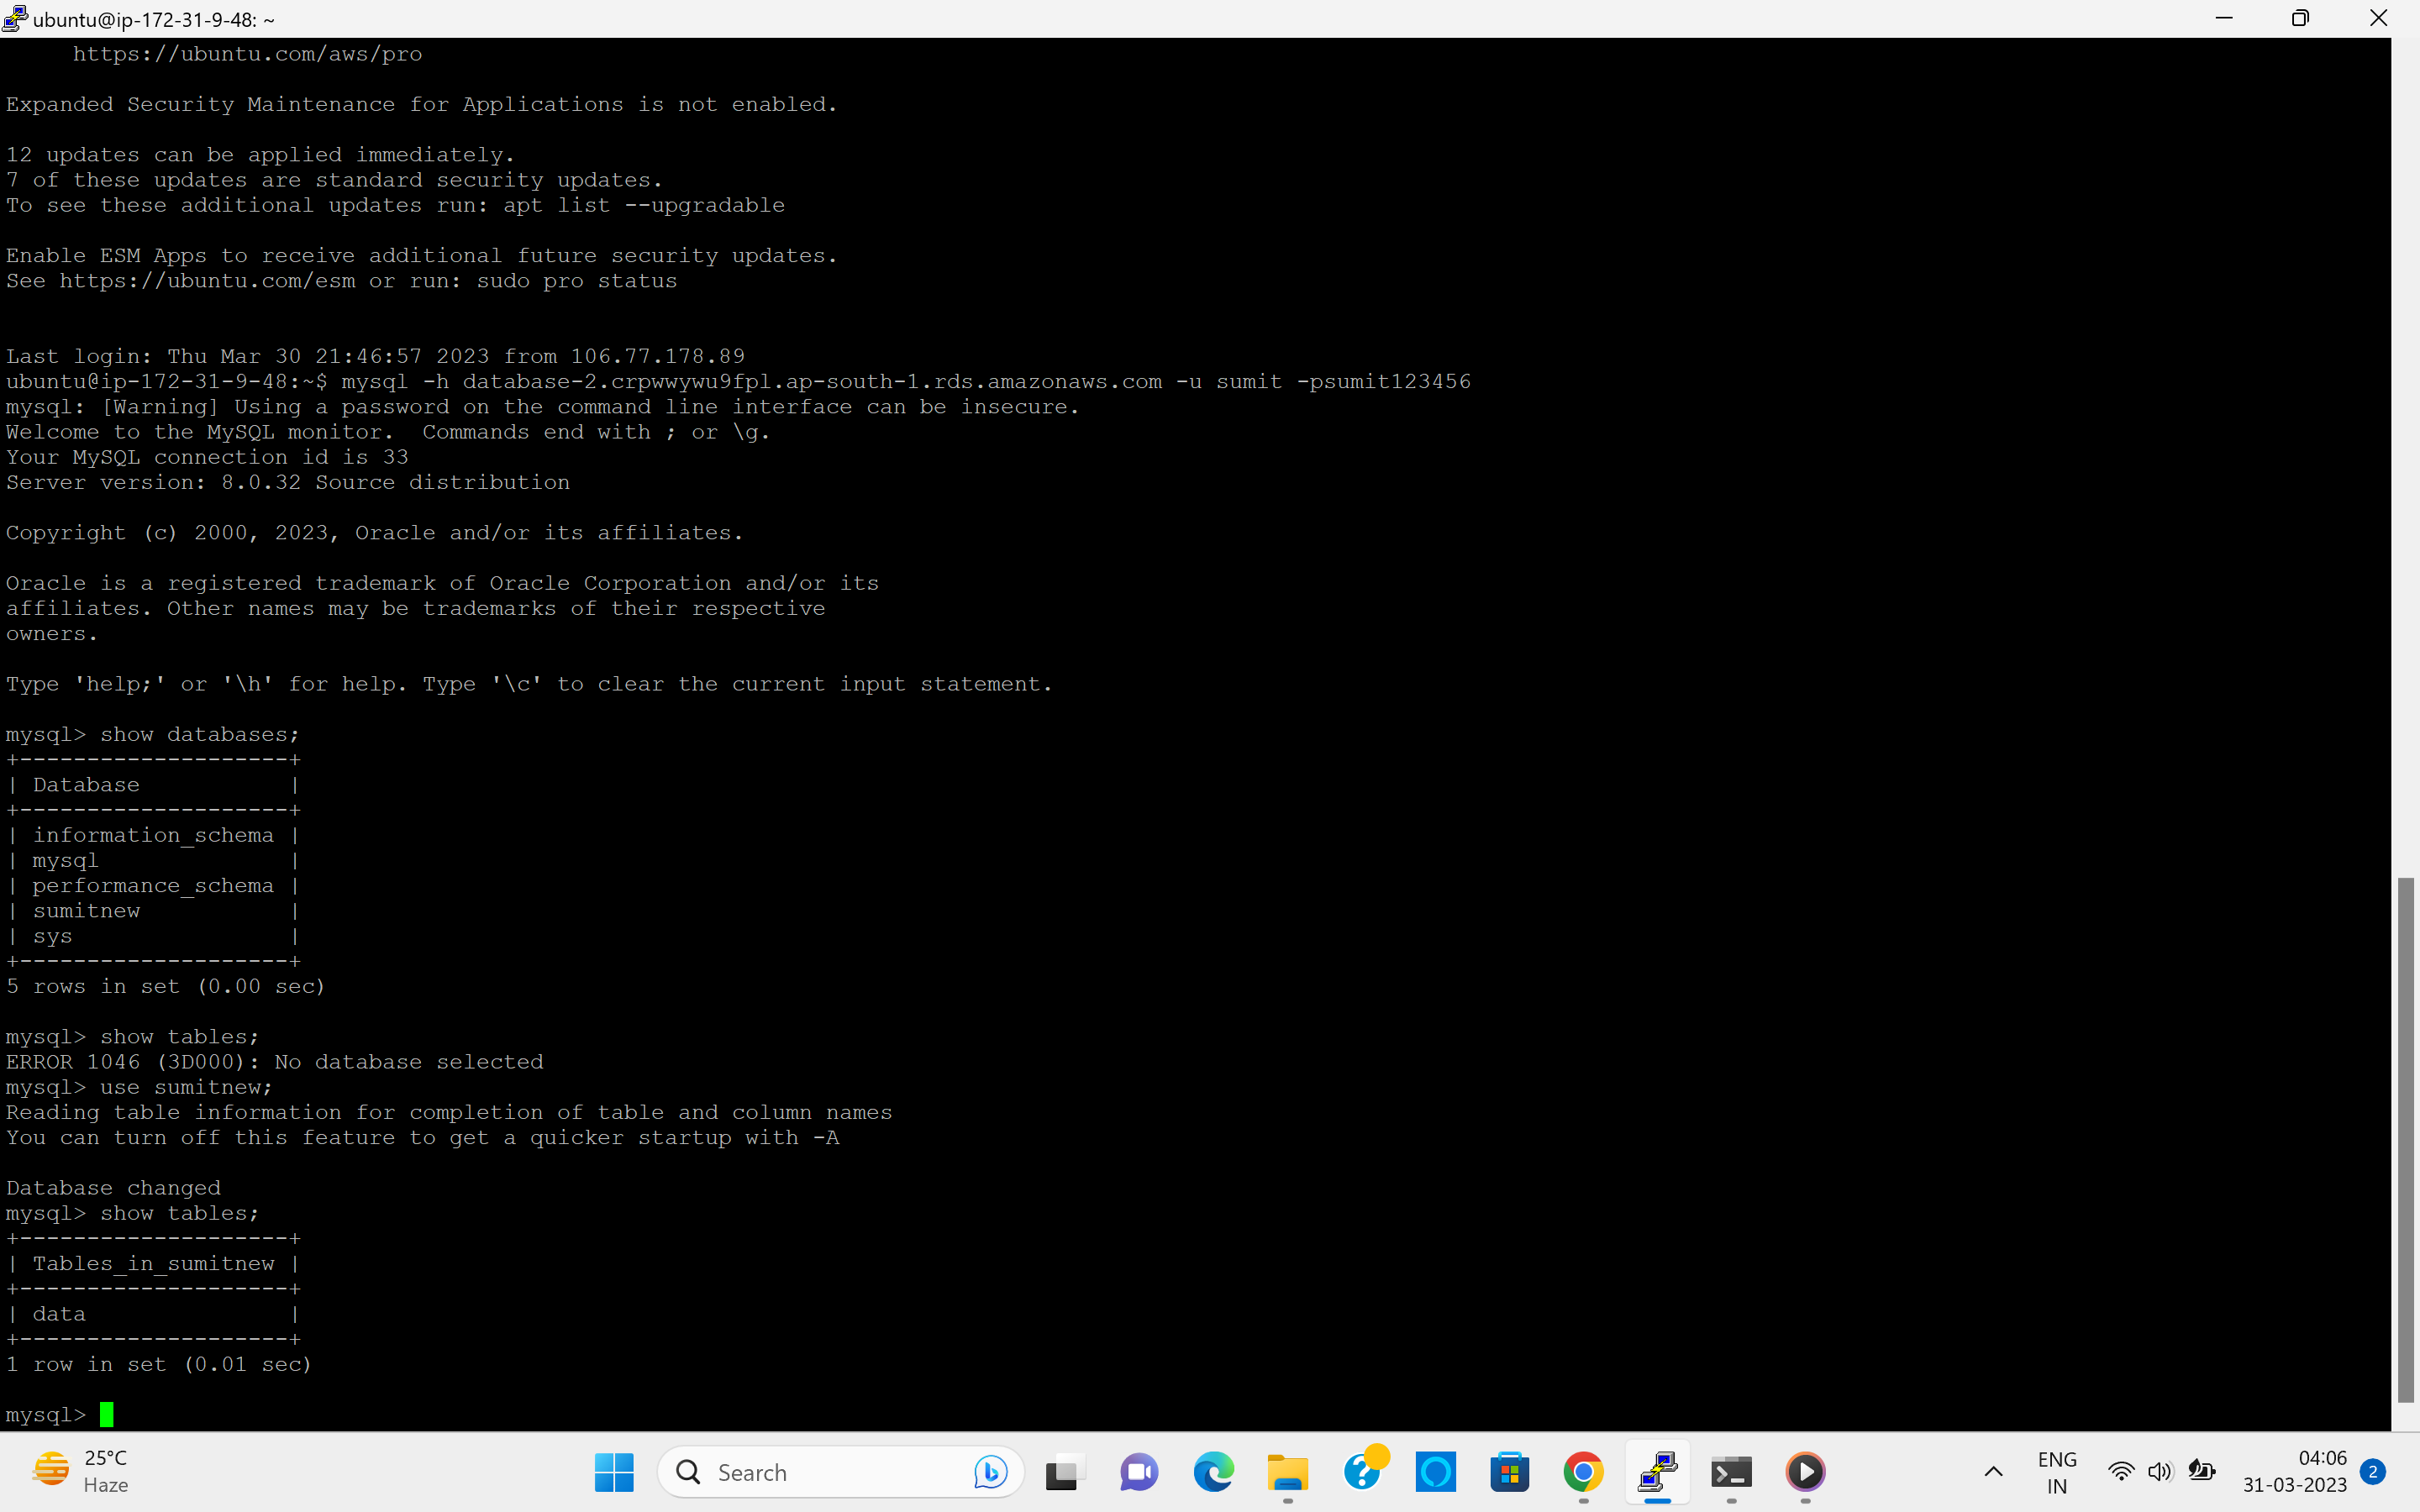 ubuntu@ip-172-31-9-48: ~
https://ubuntu.com/aws/pro
Expanded Security Maintenance for Applications is not enabled.
12 updates can be applied immediately.
7 of these updates are standard security updates.
To see these additional updates run: apt list --upgradable
Enable ESM Apps to receive additional future security updates.
See https://ubuntu.com/esm or run: sudo pro status
Last login: Thu Mar 30 21:46:57 2023 from 106.77.178.89
ubuntu@ip-172-31-9-48:~$ mysql -h database-2.crpwwywu9fpl.ap-south-1.rds.amazonaws.com -u sumit -psumit123456
mysql: [Warning] Using a password on the command line interface can be insecure.
Welcome to the MySQL monitor.  Commands end with ; or \g.
Your MySQL connection id is 33
Server version: 8.0.32 Source distribution
Copyright (c) 2000, 2023, Oracle and/or its affiliates.
Oracle is a registered trademark of Oracle Corporation and/or its
affiliates. Other names may be trademarks of their respective
owners.
Type 'help;' or '\h' for help. Type '\c' to clear the current input statement.
mysql> show databases;
+--------------------+
| Database           |
+--------------------+
| information_schema |
| mysql              |
| performance_schema |
| sumitnew           |
| sys                |
+--------------------+
5 rows in set (0.00 sec)
mysql> show tables;
ERROR 1046 (3D000): No database selected
mysql> use sumitnew;
Reading table information for completion of table and column names
You can turn off this feature to get a quicker startup with -A
Database changed
mysql> show tables;
+--------------------+
| Tables_in_sumitnew |
+--------------------+
| data               |
+--------------------+
1 row in set (0.01 sec)
mysql>
25°C
Haze
Search
ENG
IN
04:06
31-03-2023
2